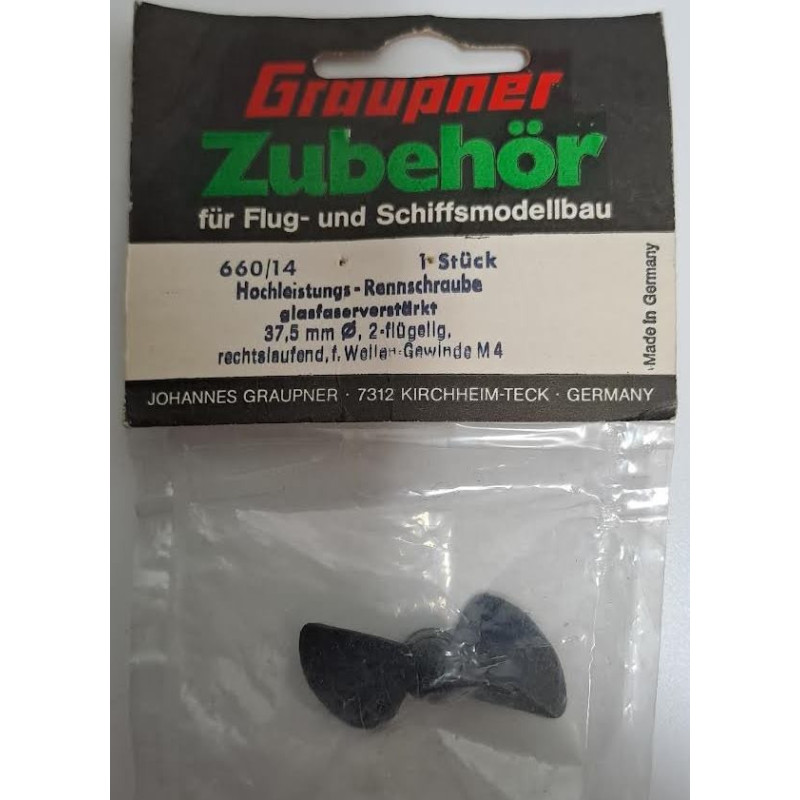 Graupner
Zubehör
für Flug- und Schiffsmodellbau
660/14 1 Stück
Hochleistungs-Rennschraube
glasfaserverstärkt
37,5 mm Ø, 2-flügelig,
rechtslaufend, f. Wellen-Gewinde M 4
Made in Germany
JOHANNES GRAUPNER · 7312 KIRCHHEIM-TECK · GERMANY